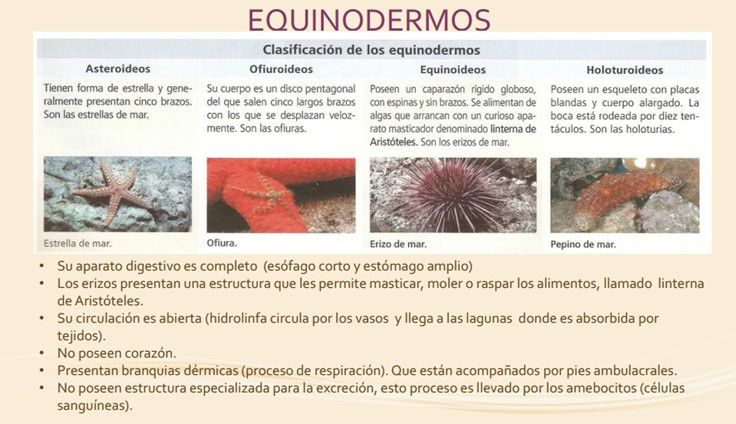 EQUINODERMOS
Clasificación de los equinodermos
Asteroideos
Tienen forma de estrella y gene-
ralmente presentan cinco brazos.
Son las estrellas de mar.
Estrella de mar.
Ofiuroideos
Su cuerpo es un disco pentagonal
del que salen cinco largos brazos
con los que se desplazan veloz-
mente. Son las ofiuras.
Ofiura.
Equinoideos
Poseen un caparazón rígido globoso,
con espinas y sin brazos. Se alimentan de
algas que arrancan con un curioso apa-
rato masticador denominado linterna de
Aristóteles. Son los erizos de mar.
Erizo de mar.
Holoturoideos
Poseen un esqueleto con placas
blandas y cuerpo alargado. La
boca está rodeada por diez ten-
táculos. Son las holoturias.
Pepino de mar.
• Su aparato digestivo es completo (esófago corto y estómago amplio)
• Los erizos presentan una estructura que les permite masticar, moler o raspar los alimentos, llamado linterna
de Aristóteles.
• Su circulación es abierta (hidrolinfa circula por los vasos y llega a las lagunas donde es absorbida por
tejidos).
• No poseen corazón.
• Presentan branquias dérmicas (proceso de respiración). Que están acompañados por pies ambulacrales.
• No poseen estructura especializada para la excreción, esto proceso es llevado por los amebocitos (células
sanguíneas).